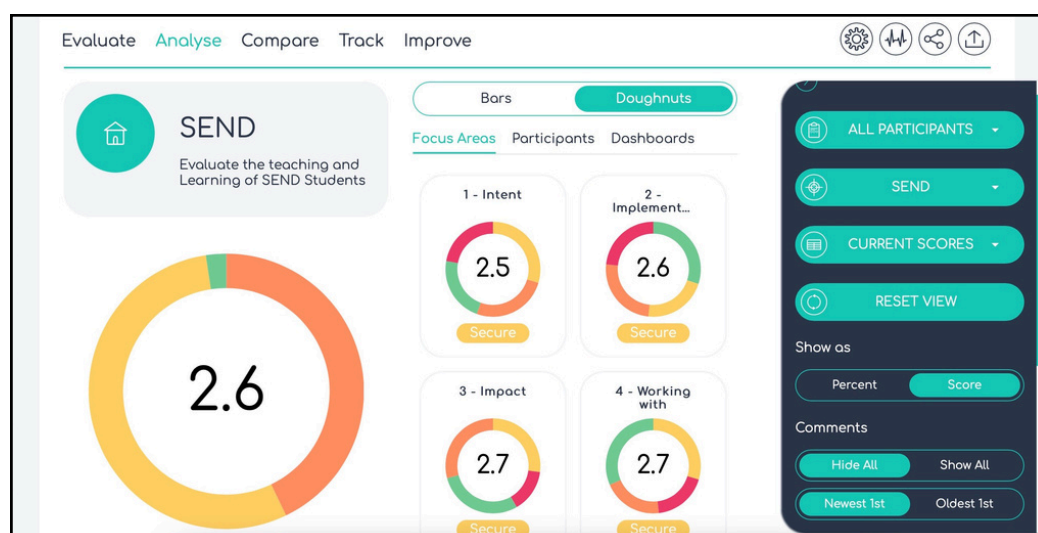 Evaluate Analyse Compare Track Improve
SEND
Evaluate the teaching and
Learning of SEND Students
2.6
Bars Doughnuts
Focus Areas Participants Dashboards
1 - Intent
2.5
Secure
2 -
Implement...
2.6
Secure
3 - Impact
2.7
Secure
4 - Working
with
2.7
Secure
ALL PARTICIPANTS
SEND
CURRENT SCORES
RESET VIEW
Show as
Percent Score
Comments
Hide All Show All
Newest 1st Oldest 1st